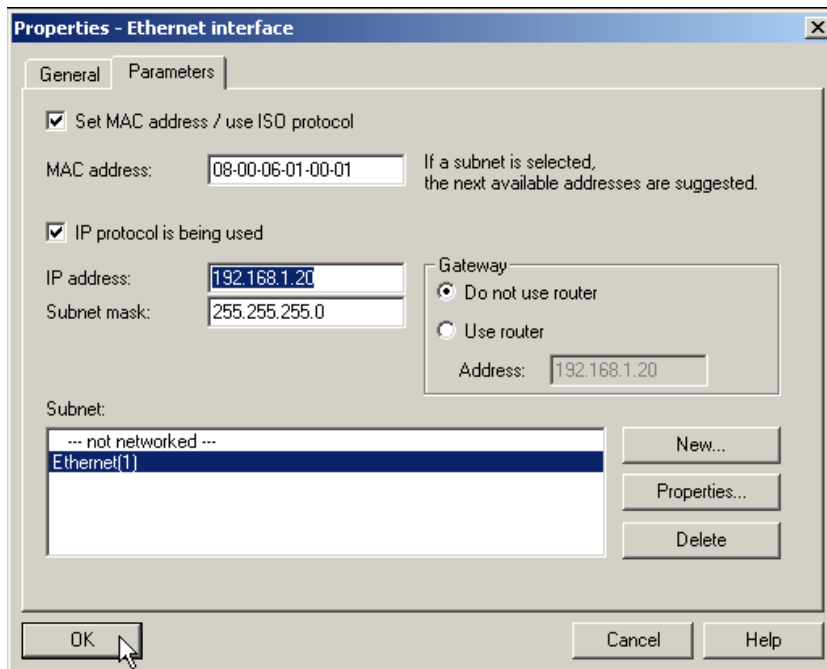 Properties - Ethernet interface
General
Parameters
Set MAC address / use ISO protocol
MAC address:
08-00-06-01-00-01
If a subnet is selected,
the next available addresses are suggested.
IP protocol is being used
IP address:
192.168.1.20
Subnet mask:
255.255.255.0
Gateway
Do not use router
Use router
Address:
192.168.1.20
Subnet:
--- not networked ---
Ethernet(1)
New...
Properties...
Delete
OK
Cancel
Help